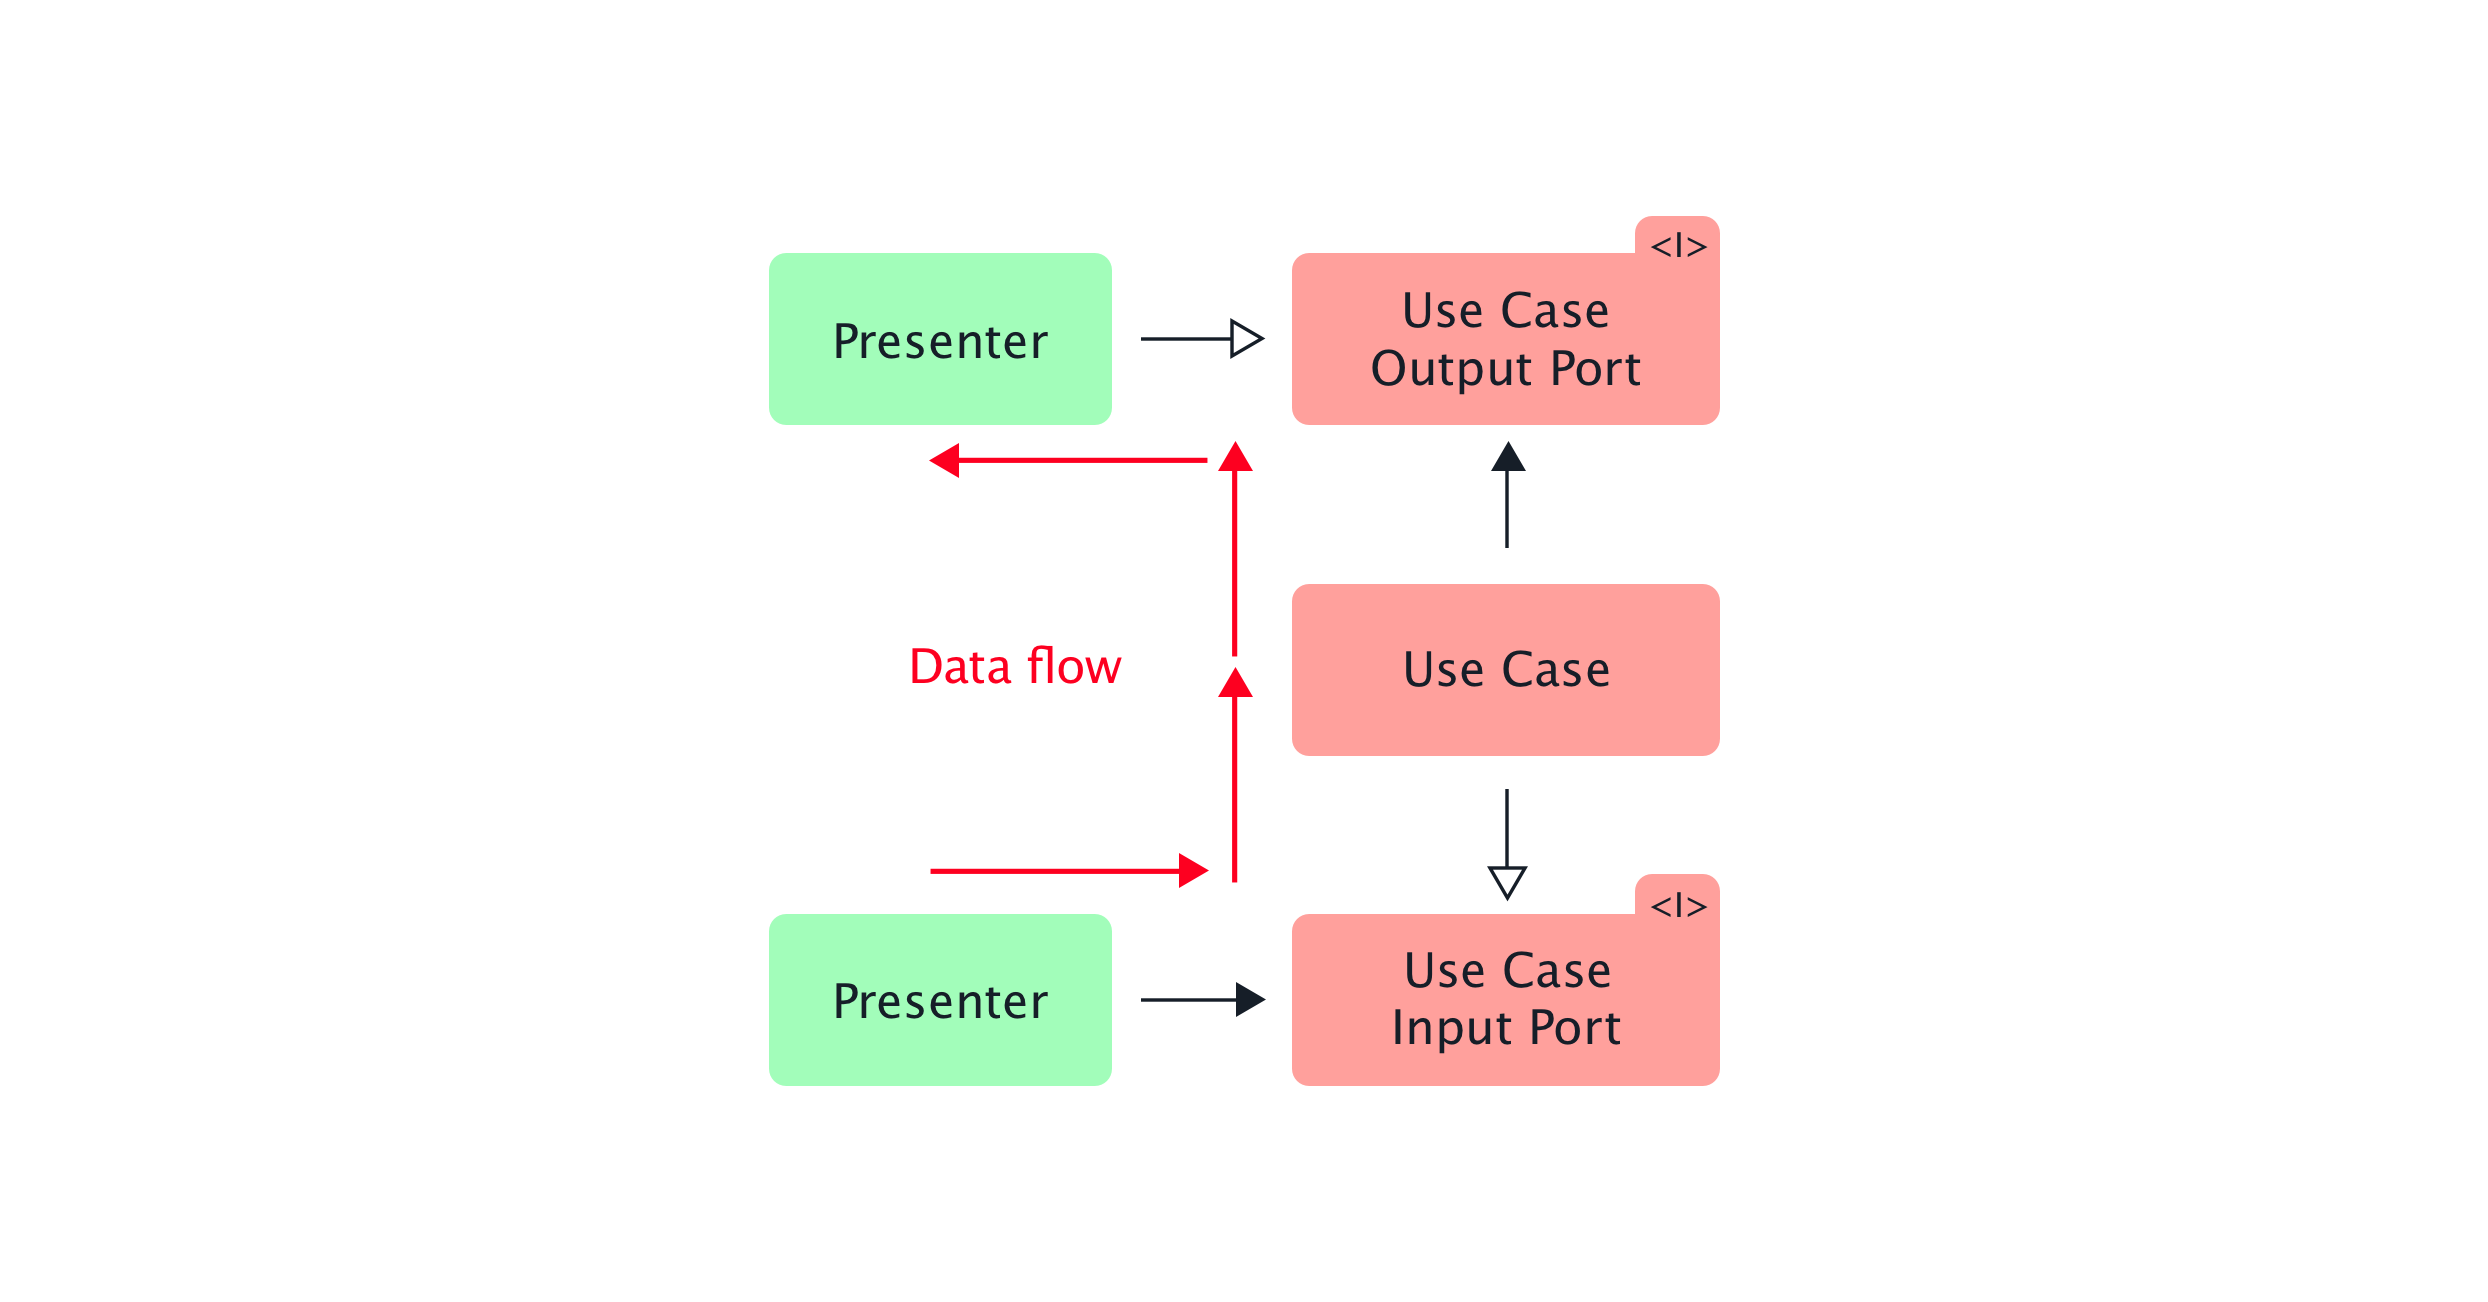 <I>
Presenter
Use Case
Output Port
Data flow
Use Case
<I>
Presenter
Use Case
Input Port